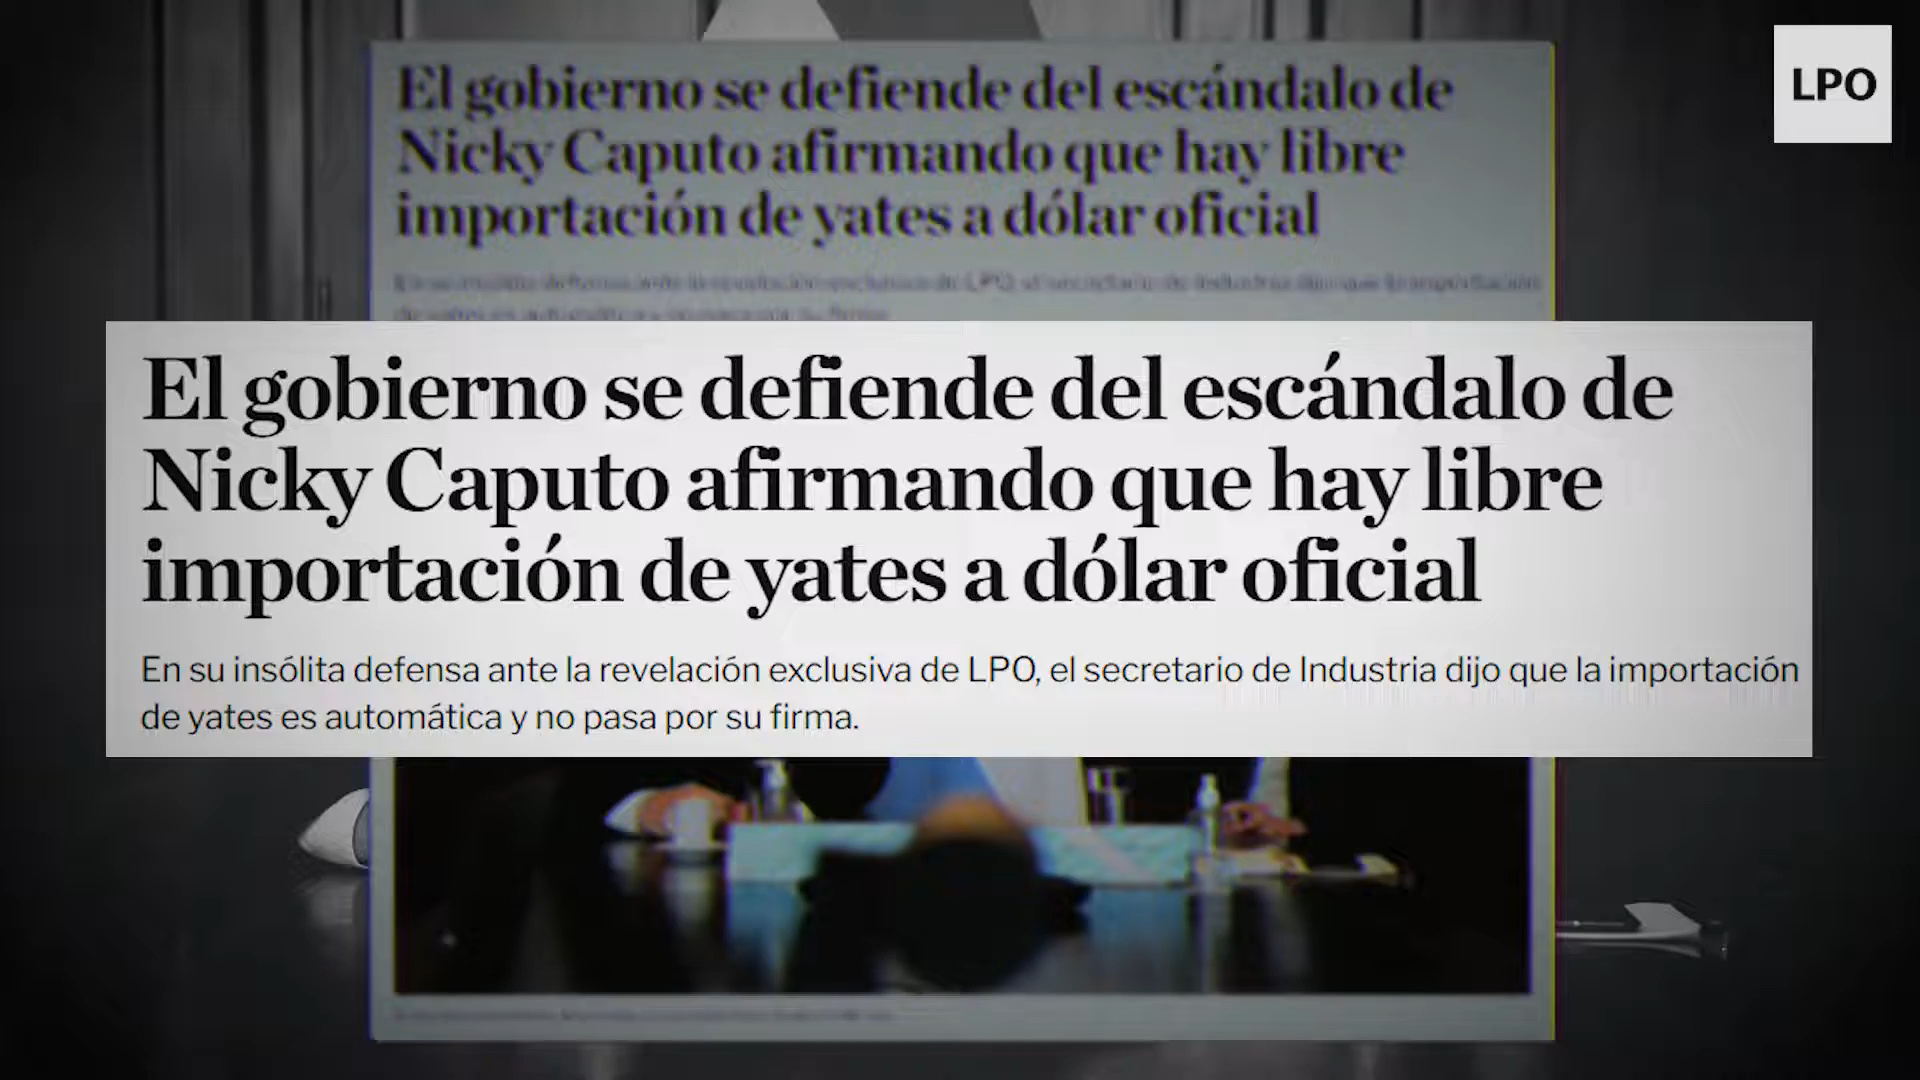 LPO
El gobierno se defiende del escándalo de
Nicky Caputo afirmando que hay libre
importación de yates a dólar oficial
El gobierno se defiende del escándalo de
Nicky Caputo afirmando que hay libre
importación de yates a dólar oficial
En su insólita defensa ante la revelación exclusiva de LPO, el secretario de Industria dijo que la importación
de yates es automática y no pasa por su firma.